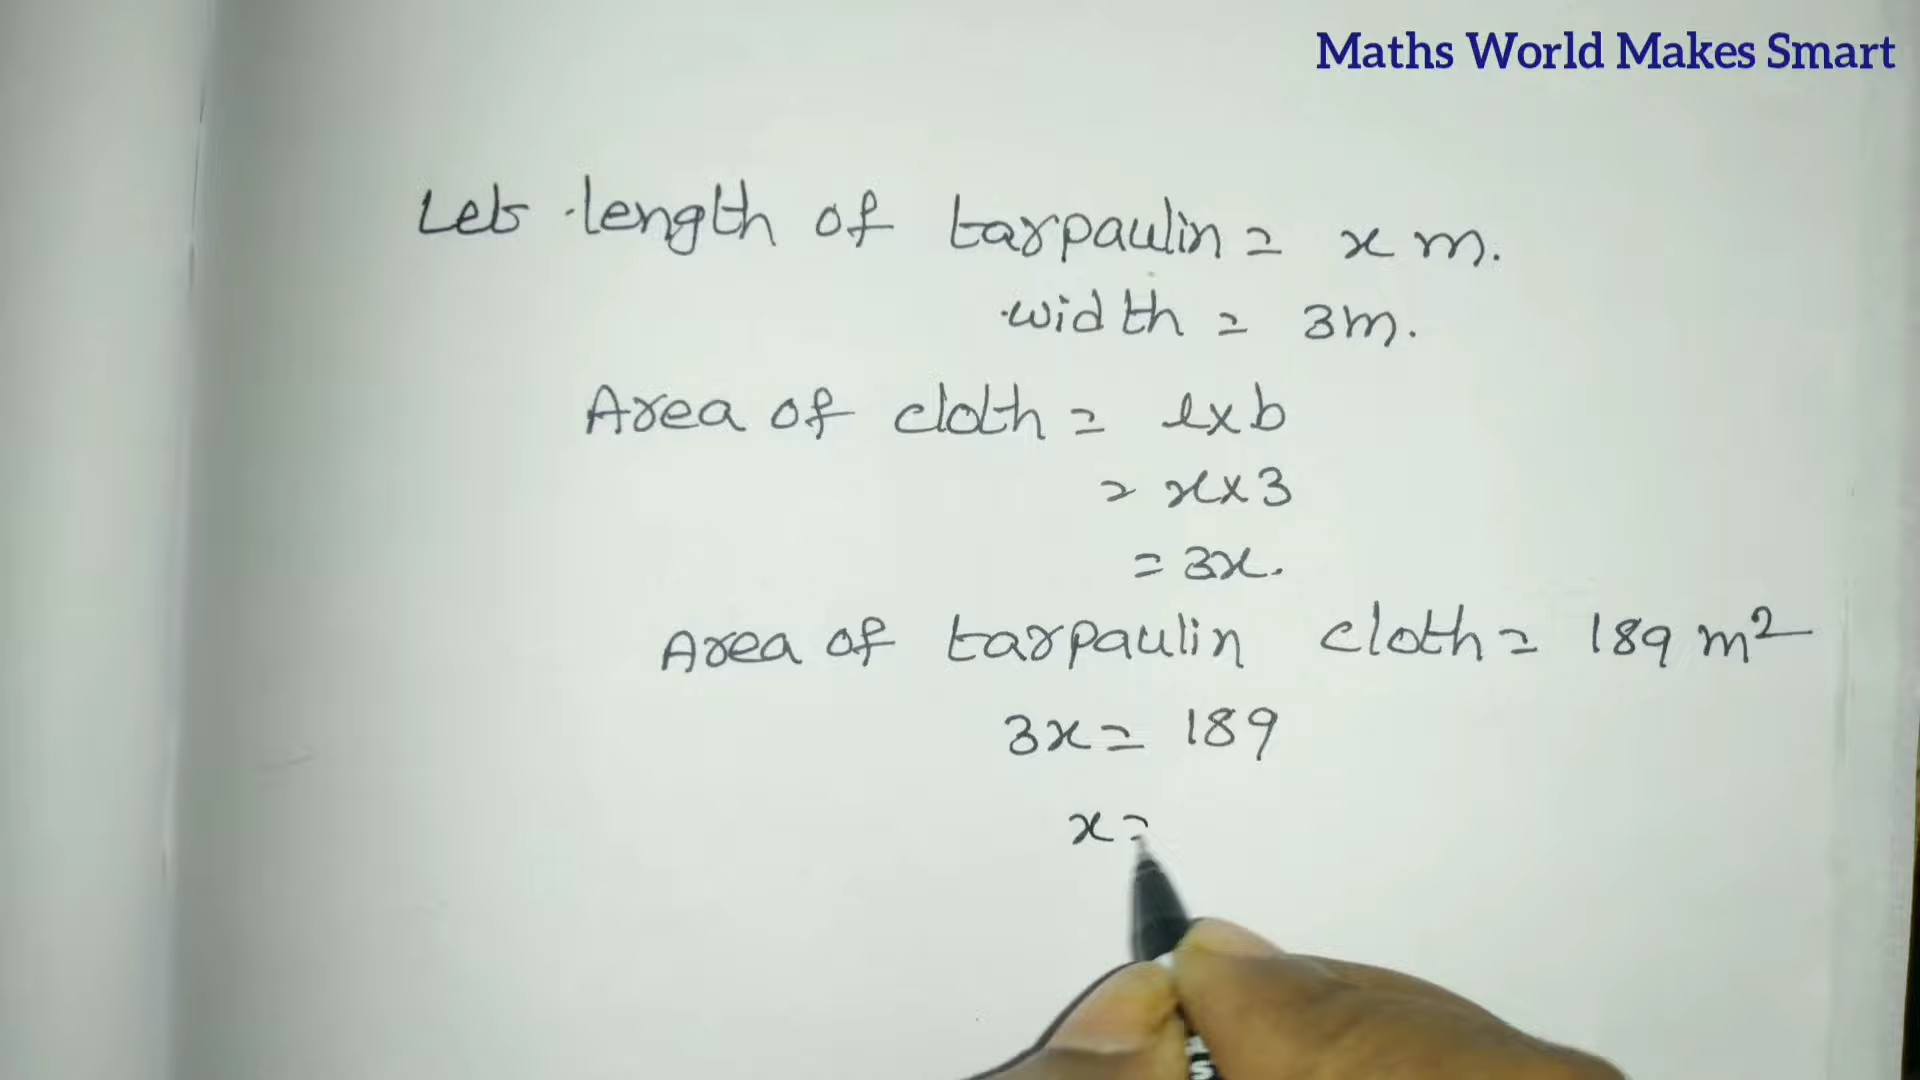 Maths World Makes Smart
Let length of tarpaulin = x m.
width = 3m.
Area of cloth = l×b
= x×3
= 3x.
Area of tarpaulin cloth = 189 m²
3x = 189
x =